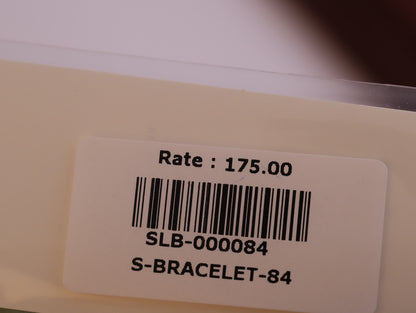 Rate : 175.00
SLB-000084
S-BRACELET-84